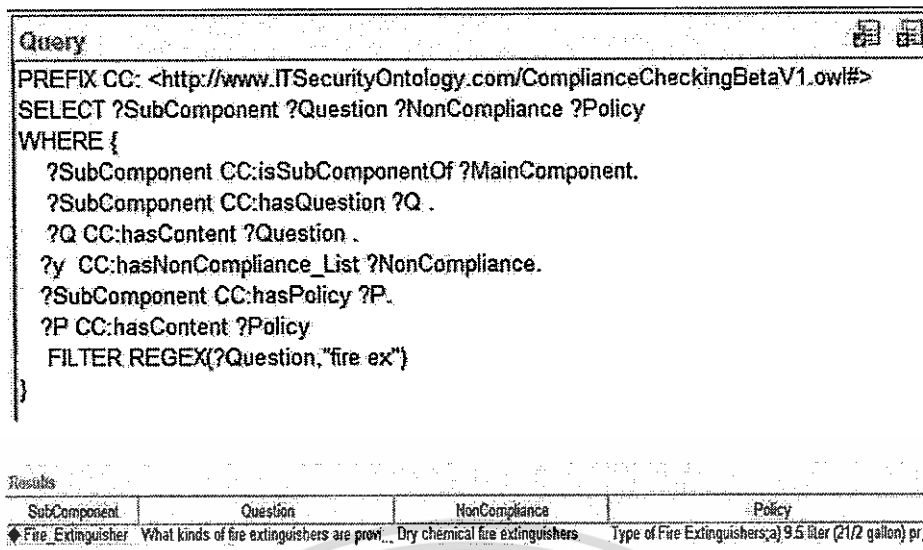 Query
PREFIX CC: <http://www.ITSecurityOntology.com/ComplianceCheckingBetaV1.owl#>
SELECT ?SubComponent ?Question ?NonCompliance ?Policy
WHERE {
?SubComponent CC:isSubComponentOf ?MainComponent.
?SubComponent CC:hasQuestion ?Q .
?Q CC:hasContent ?Question .
?y CC:hasNonCompliance_List ?NonCompliance.
?SubComponent CC:hasPolicy ?P.
?P CC:hasContent ?Policy
FILTER REGEX(?Question,"fire ex")
}
Results
SubComponent Question NonCompliance Policy
Fire_Extinguisher What kinds of fire extinguishers are provi... Dry chemical fire extinguishers Type of Fire Extinguishers;a) 9.5 liter (21/2 gallon) pr